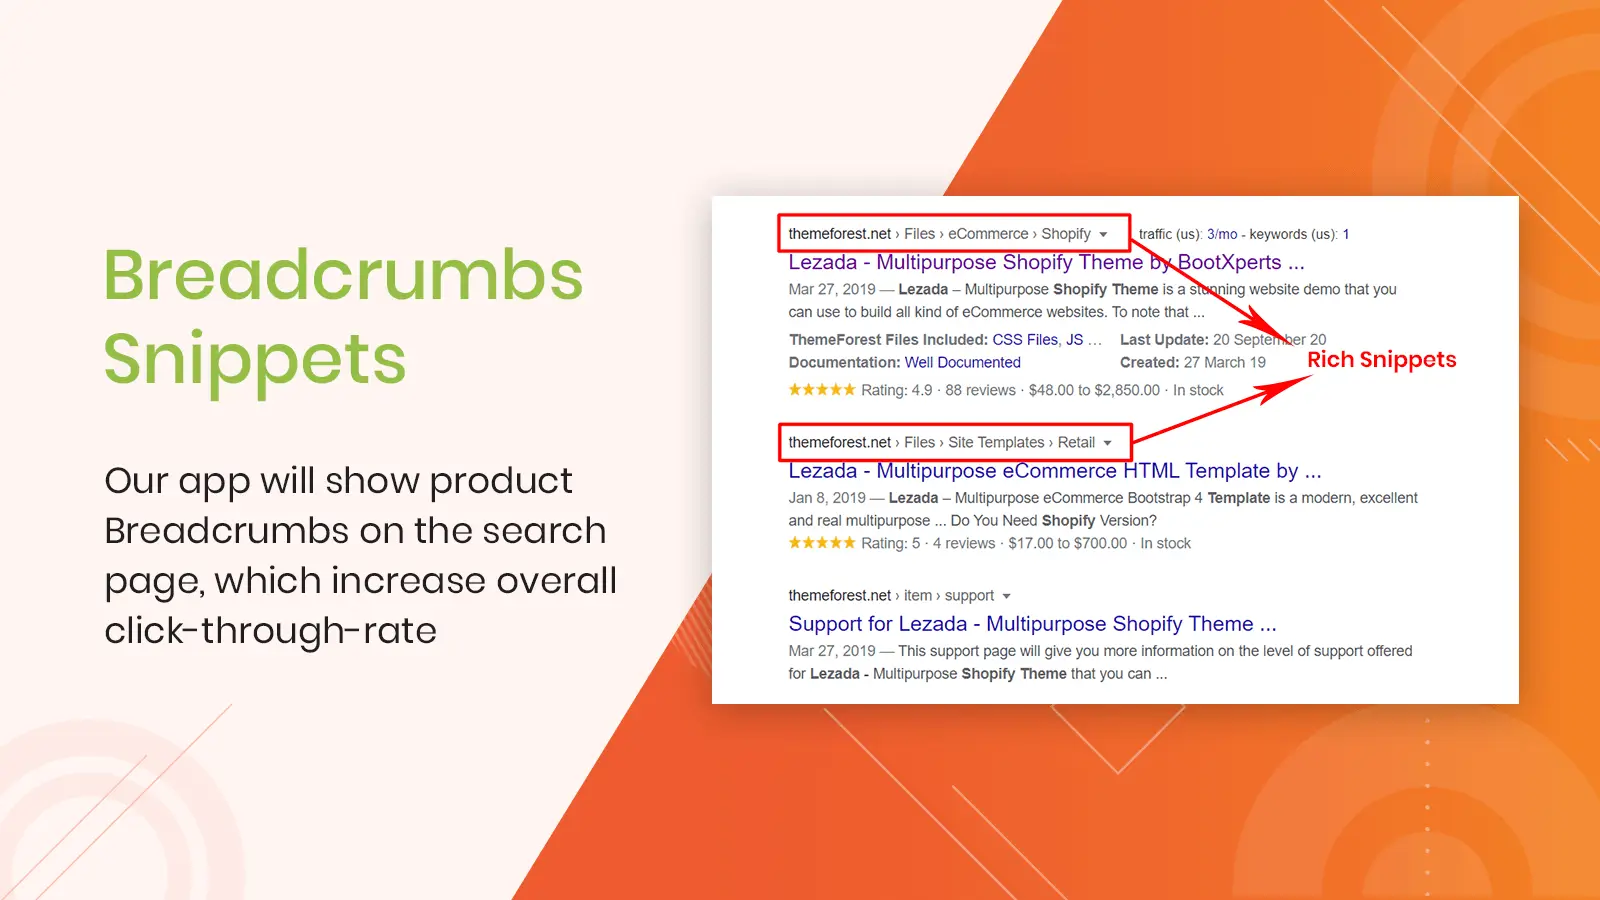 Breadcrumbs
Snippets
Our app will show product
Breadcrumbs on the search
page, which increase overall
click-through-rate
themeforest.net › Files › eCommerce › Shopify
traffic (us): 3/mo - keywords (us): 1
Lezada - Multipurpose Shopify Theme by BootXperts ...
Mar 27, 2019 — Lezada – Multipurpose Shopify Theme is a stunning website demo that you
can use to build all kind of eCommerce websites. To note that ...
ThemeForest Files Included: CSS Files, JS ...
Last Update: 20 September 20
Documentation: Well Documented
Created: 27 March 19
Rich Snippets
Rating: 4.9 · 88 reviews · $48.00 to $2,850.00 · In stock
themeforest.net › Files › Site Templates › Retail
Lezada - Multipurpose eCommerce HTML Template by ...
Jan 8, 2019 — Lezada – Multipurpose eCommerce Bootstrap 4 Template is a modern, excellent
and real multipurpose ... Do You Need Shopify Version?
Rating: 5 · 4 reviews · $17.00 to $700.00 · In stock
themeforest.net › item › support
Support for Lezada - Multipurpose Shopify Theme ...
Mar 27, 2019 — This support page will give you more information on the level of support offered
for Lezada - Multipurpose Shopify Theme that you can ...